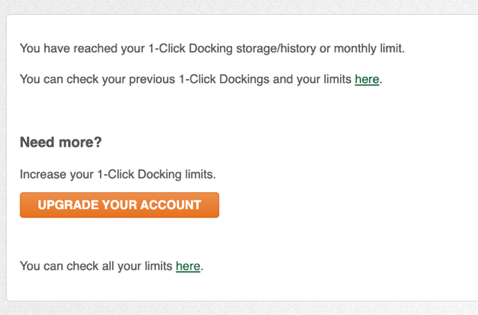 You have reached your 1-Click Docking storage/history or monthly limit.
You can check your previous 1-Click Dockings and your limits here.
Need more?
Increase your 1-Click Docking limits.
UPGRADE YOUR ACCOUNT
You can check all your limits here.